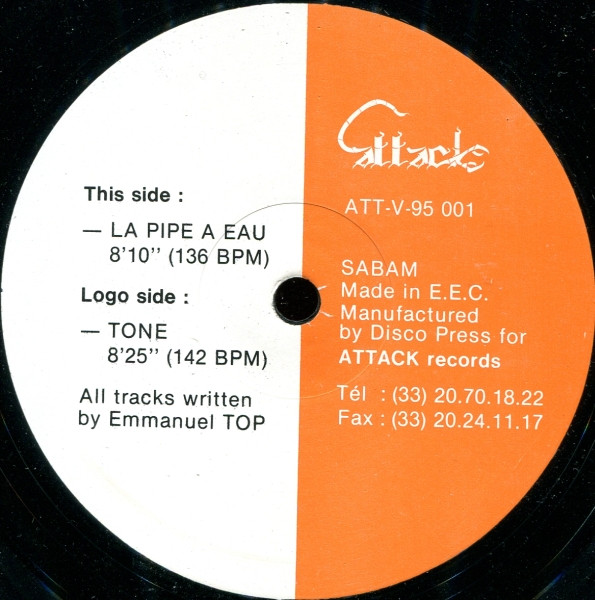 This side :
— LA PIPE A EAU
8'10'' (136 BPM)
Logo side :
— TONE
8'25'' (142 BPM)
All tracks written
by Emmanuel TOP
attack
ATT-V-95 001
SABAM
Made in E.E.C.
Manufactured
by Disco Press for
ATTACK records
Tél : (33) 20.70.18.22
Fax : (33) 20.24.11.17